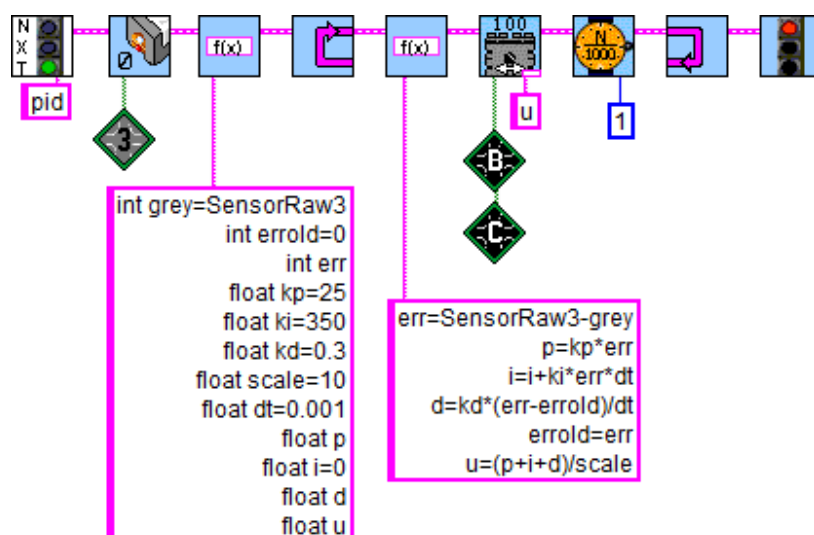 N
X
T
pid
0
f(x)
f(x)
100
u
N
1000
1
3
B
C
int grey=SensorRaw3
int errold=0
int err
float kp=25
float ki=350
float kd=0.3
float scale=10
float dt=0.001
float p
float i=0
float d
float u
err=SensorRaw3-grey
p=kp*err
i=i+ki*err*dt
d=kd*(err-errold)/dt
errold=err
u=(p+i+d)/scale